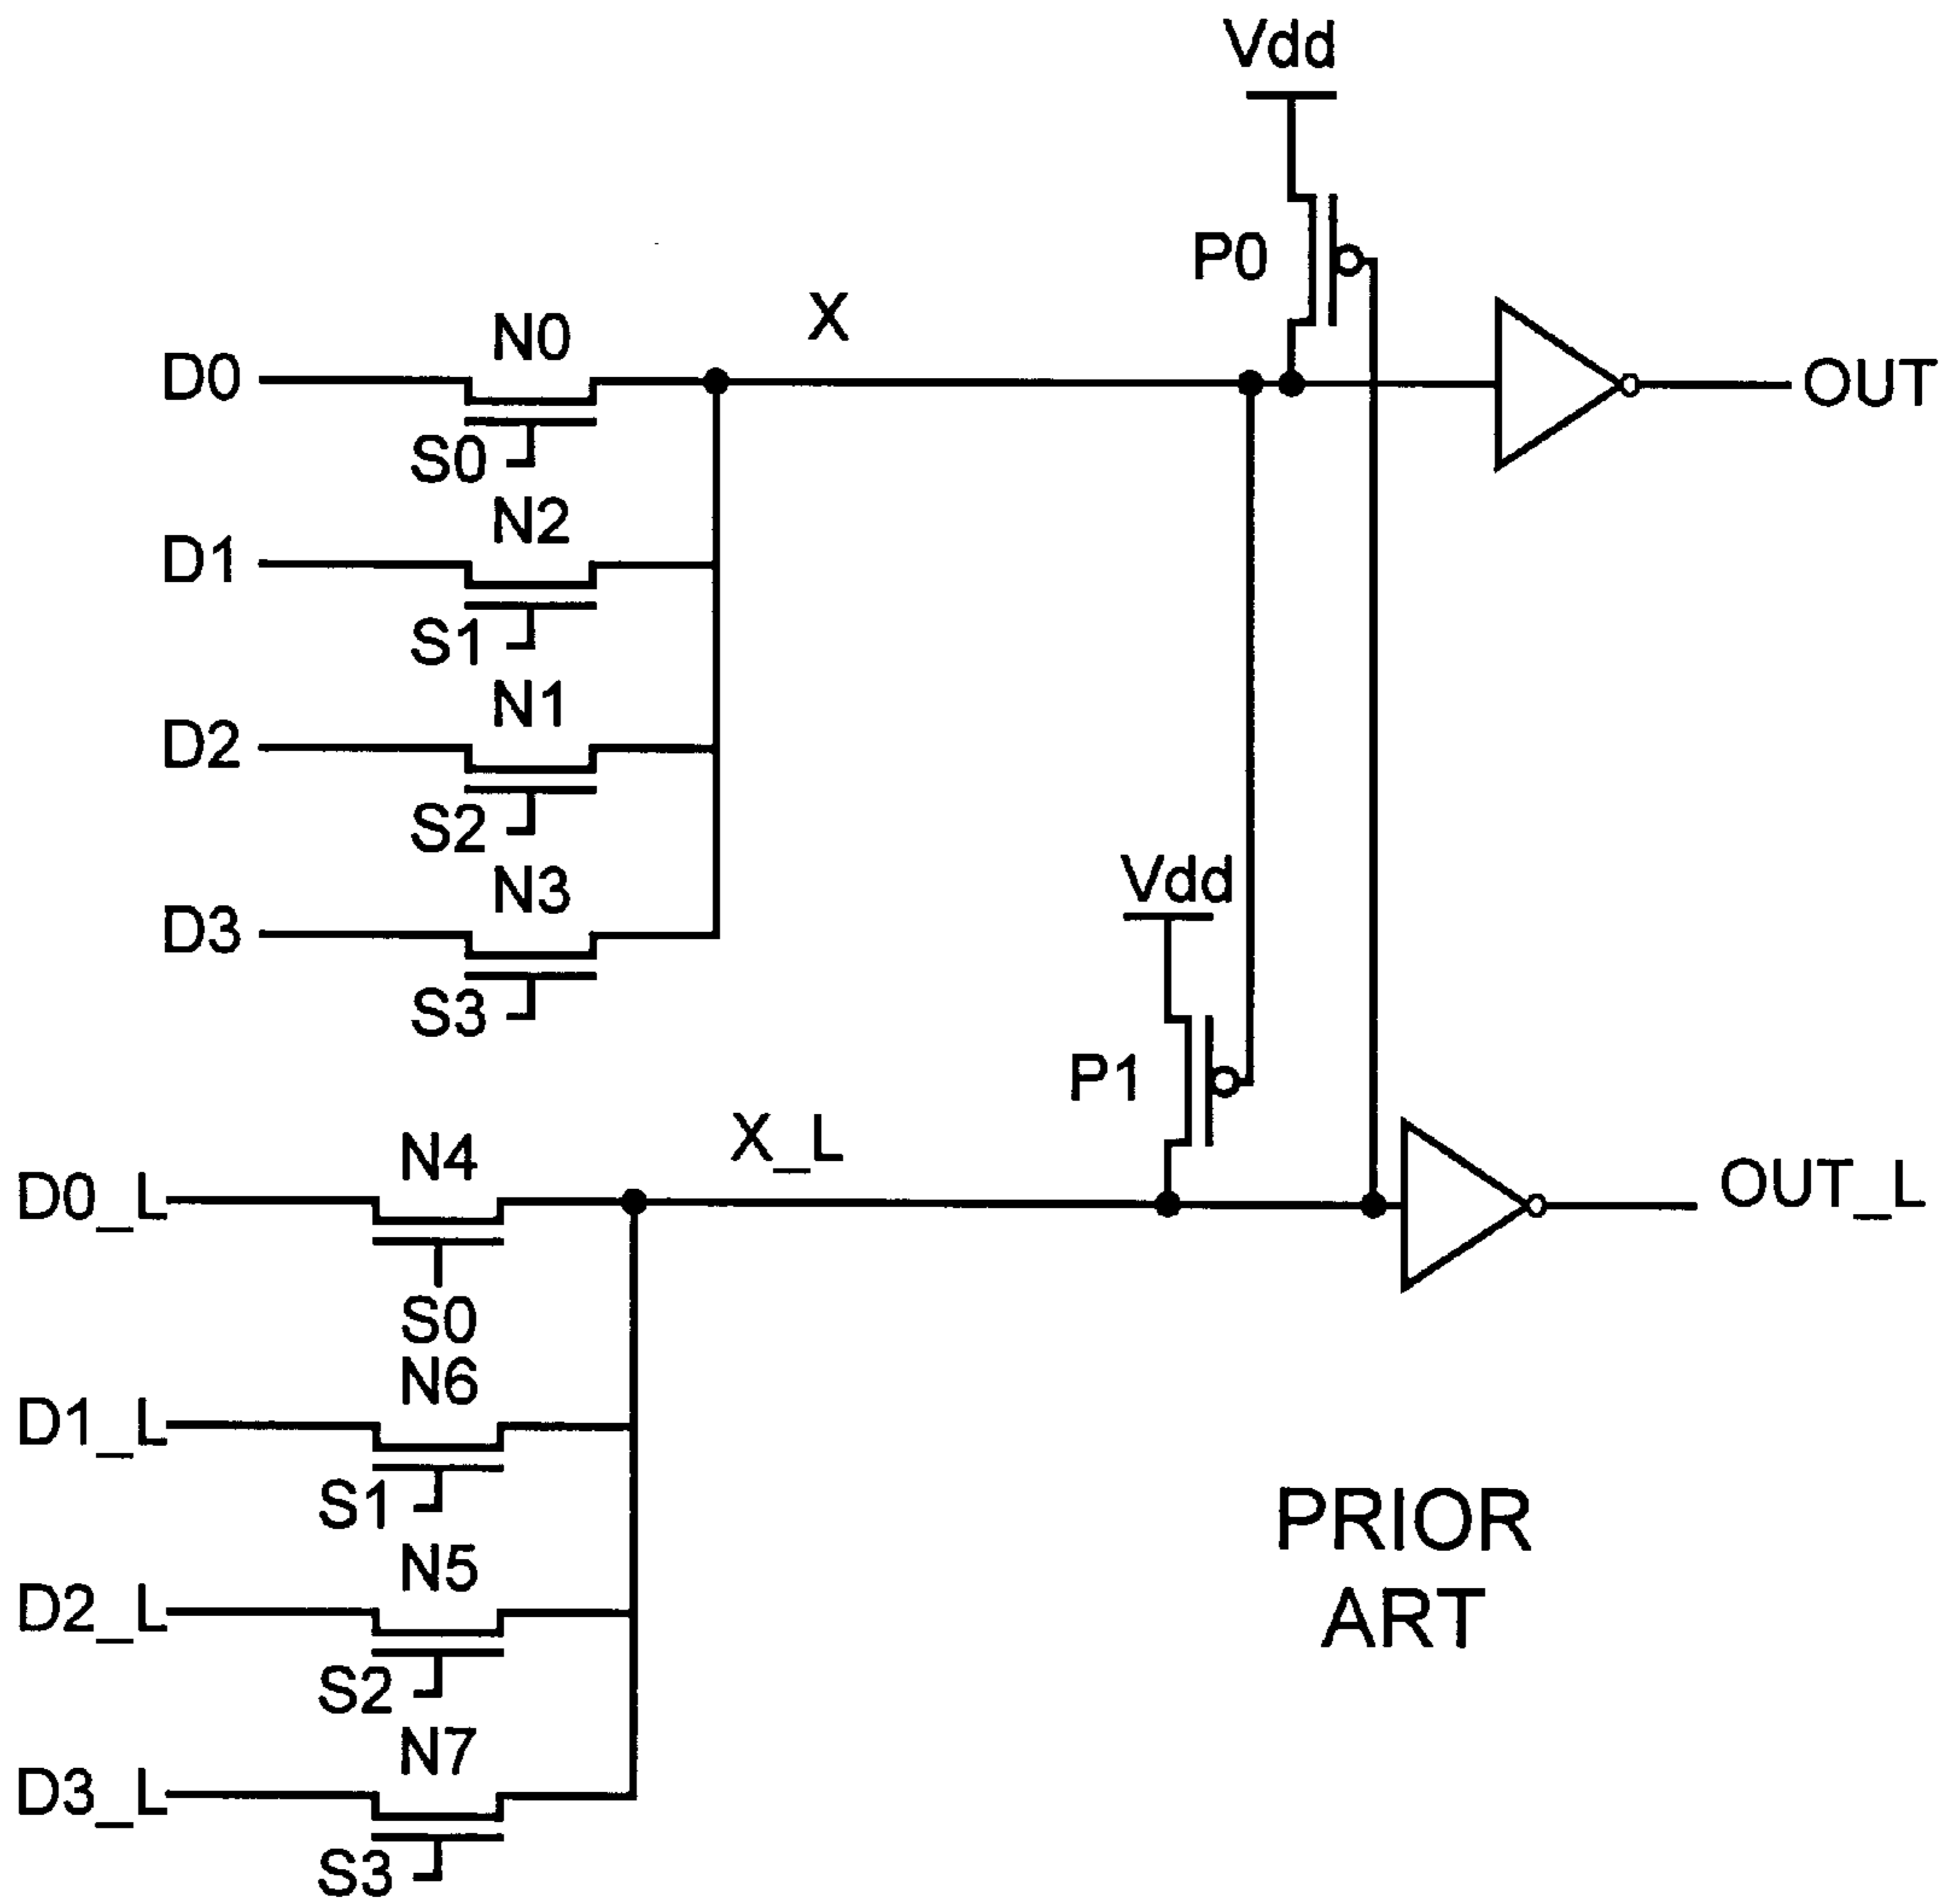 Vdd
P0
X
N0
D0
OUT
S0
N2
D1
S1
N1
D2
S2
N3
Vdd
D3
S3
P1
X_L
N4
D0_L
OUT_L
S0
N6
D1_L
S1
PRIOR
N5
D2_L
ART
S2
N7
D3_L
S3